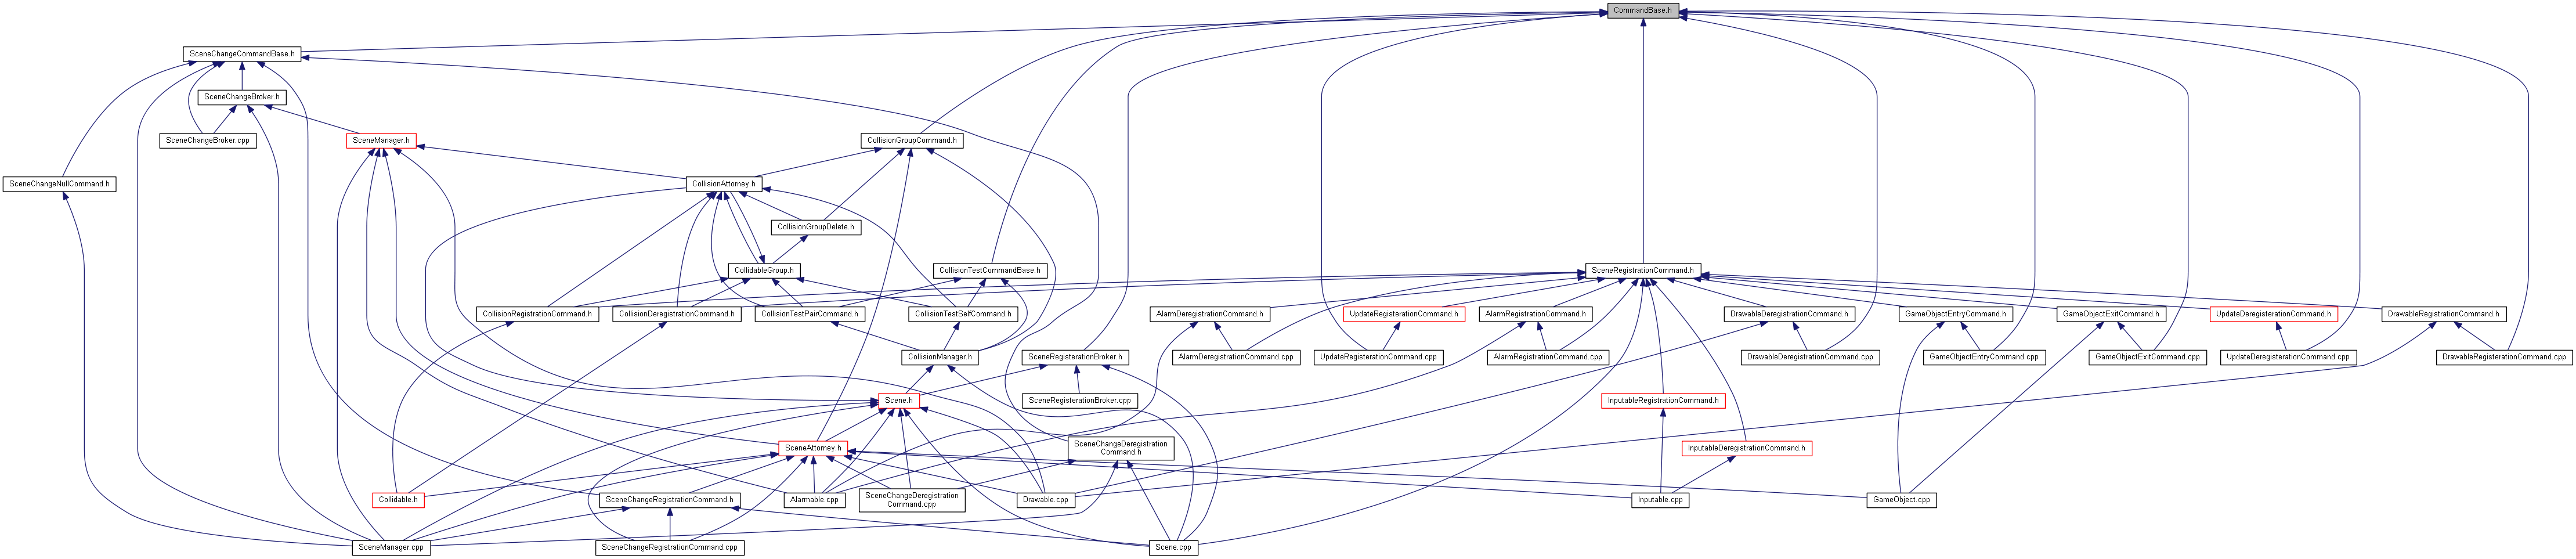 CommandBase.h
SceneChangeCommandBase.h
SceneChangeBroker.h
SceneChangeBroker.cpp
SceneManager.h
CollisionGroupCommand.h
SceneChangeNullCommand.h
CollisionAttorney.h
CollisionGroupDelete.h
CollidableGroup.h
CollisionTestCommandBase.h
SceneRegistrationCommand.h
CollisionRegistrationCommand.h
CollisionDeregistrationCommand.h
CollisionTestPairCommand.h
CollisionTestSelfCommand.h
AlarmDeregistrationCommand.h
UpdateRegisterationCommand.h
AlarmRegistrationCommand.h
DrawableDeregistrationCommand.h
GameObjectEntryCommand.h
GameObjectExitCommand.h
UpdateDeregisterationCommand.h
DrawableRegistrationCommand.h
CollisionManager.h
SceneRegisterationBroker.h
AlarmDeregistrationCommand.cpp
UpdateRegisterationCommand.cpp
AlarmRegistrationCommand.cpp
DrawableDeregistrationCommand.cpp
GameObjectEntryCommand.cpp
GameObjectExitCommand.cpp
UpdateDeregisterationCommand.cpp
DrawableRegisterationCommand.cpp
Scene.h
SceneRegisterationBroker.cpp
InputableRegistrationCommand.h
SceneAttorney.h
SceneChangeDeregistration
Command.h
InputableDeregistrationCommand.h
Collidable.h
SceneChangeRegistrationCommand.h
Alarmable.cpp
SceneChangeDeregistration
Command.cpp
Drawable.cpp
Inputable.cpp
GameObject.cpp
SceneManager.cpp
SceneChangeRegistrationCommand.cpp
Scene.cpp